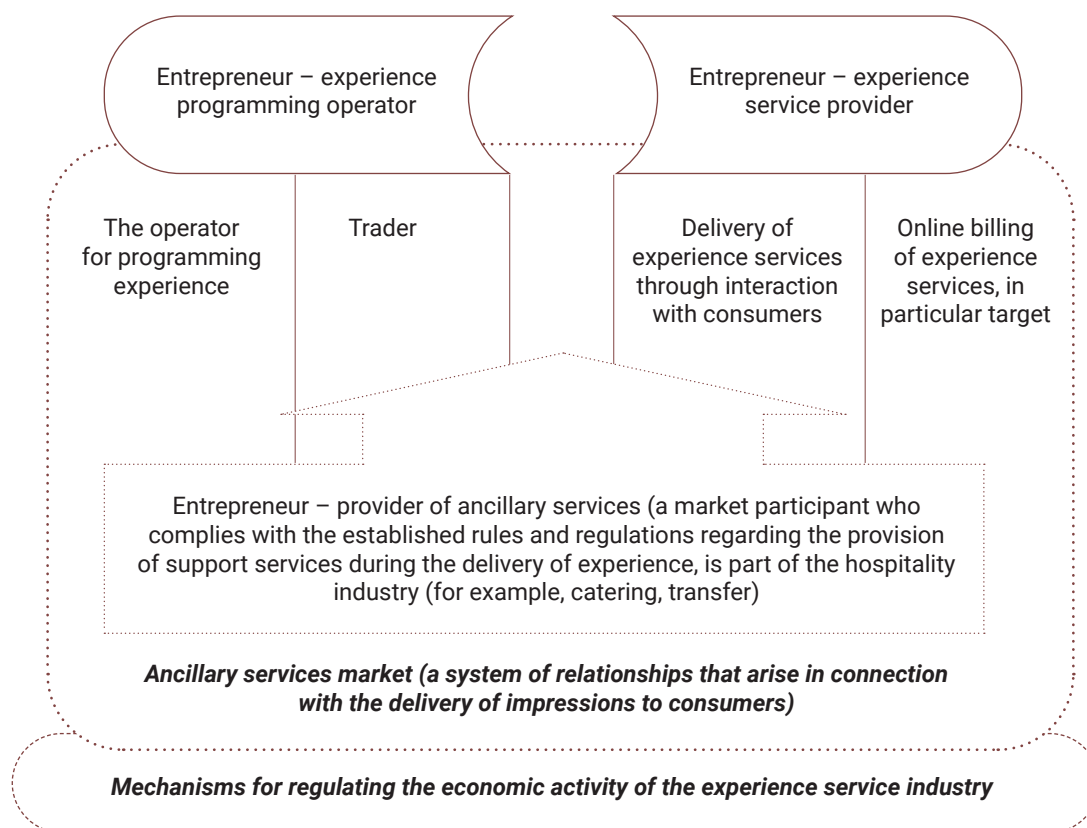 Entrepreneur – experience
programming operator
Entrepreneur – experience
service provider
The operator
for programming
experience
Trader
Delivery of
experience services
through interaction
with consumers
Online billing
of experience
services, in
particular target
Entrepreneur – provider of ancillary services (a market participant who
complies with the established rules and regulations regarding the provision
of support services during the delivery of experience, is part of the hospitality
industry (for example, catering, transfer)
Ancillary services market (a system of relationships that arise in connection
with the delivery of impressions to consumers)
Mechanisms for regulating the economic activity of the experience service industry